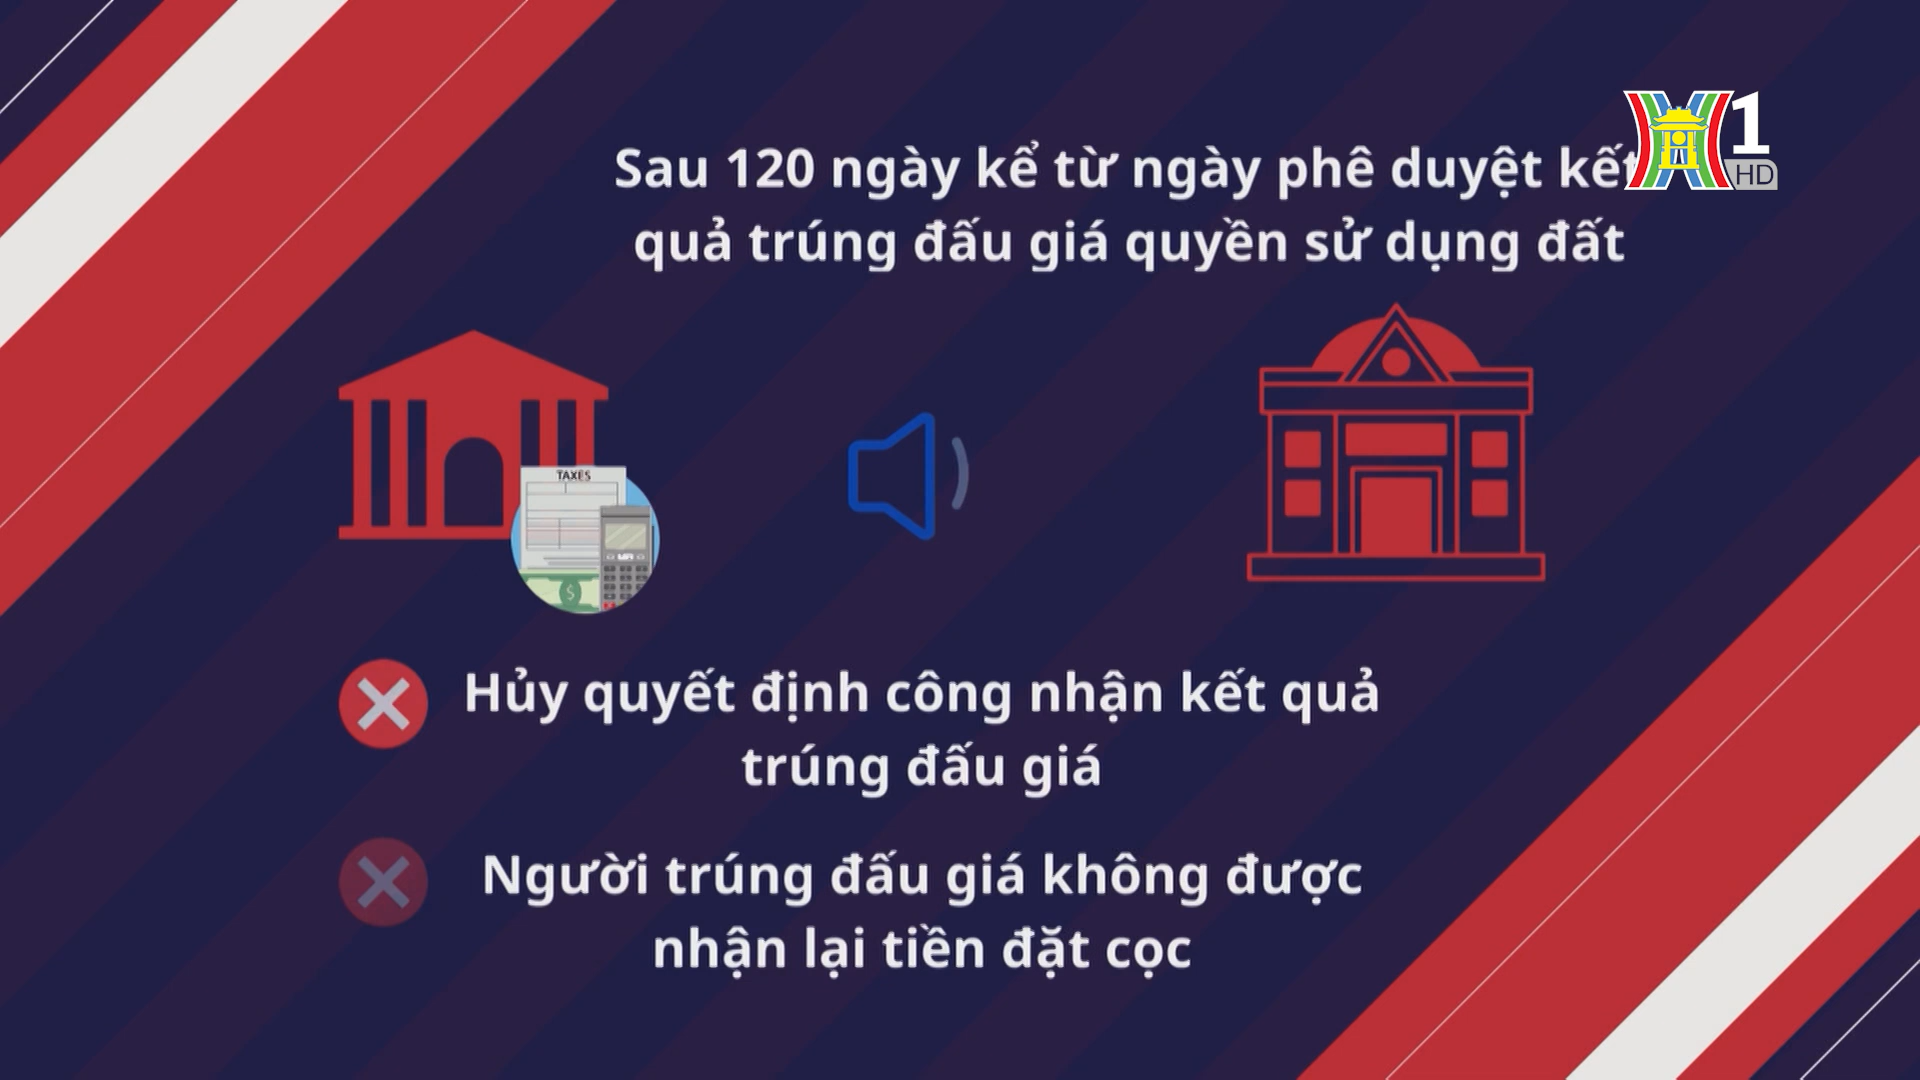 1
HD
Sau 120 ngày kể từ ngày phê duyệt kết
quả trúng đấu giá quyền sử dụng đất
TAXES
Hủy quyết định công nhận kết quả
trúng đấu giá
Người trúng đấu giá không được
nhận lại tiền đặt cọc